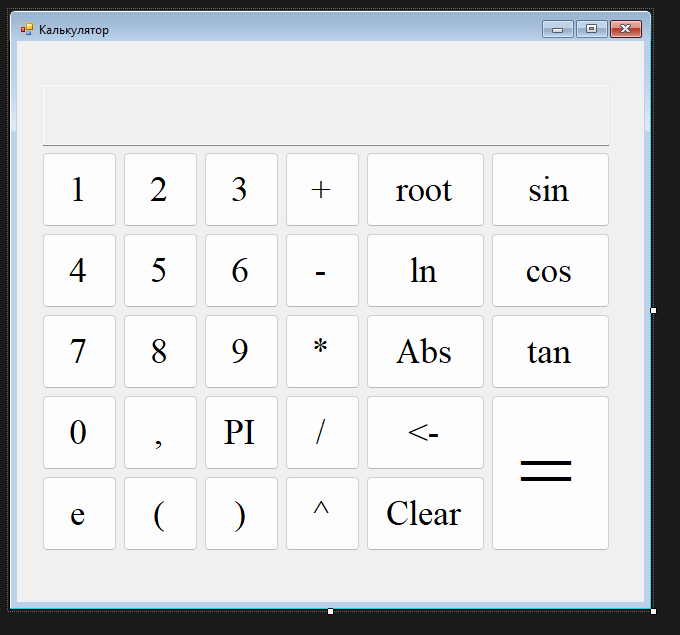 Калькулятор
1 2 3 + root sin
4 5 6 - ln cos
7 8 9 * Abs tan
0 , PI / <- =
e ( ) ^ Clear